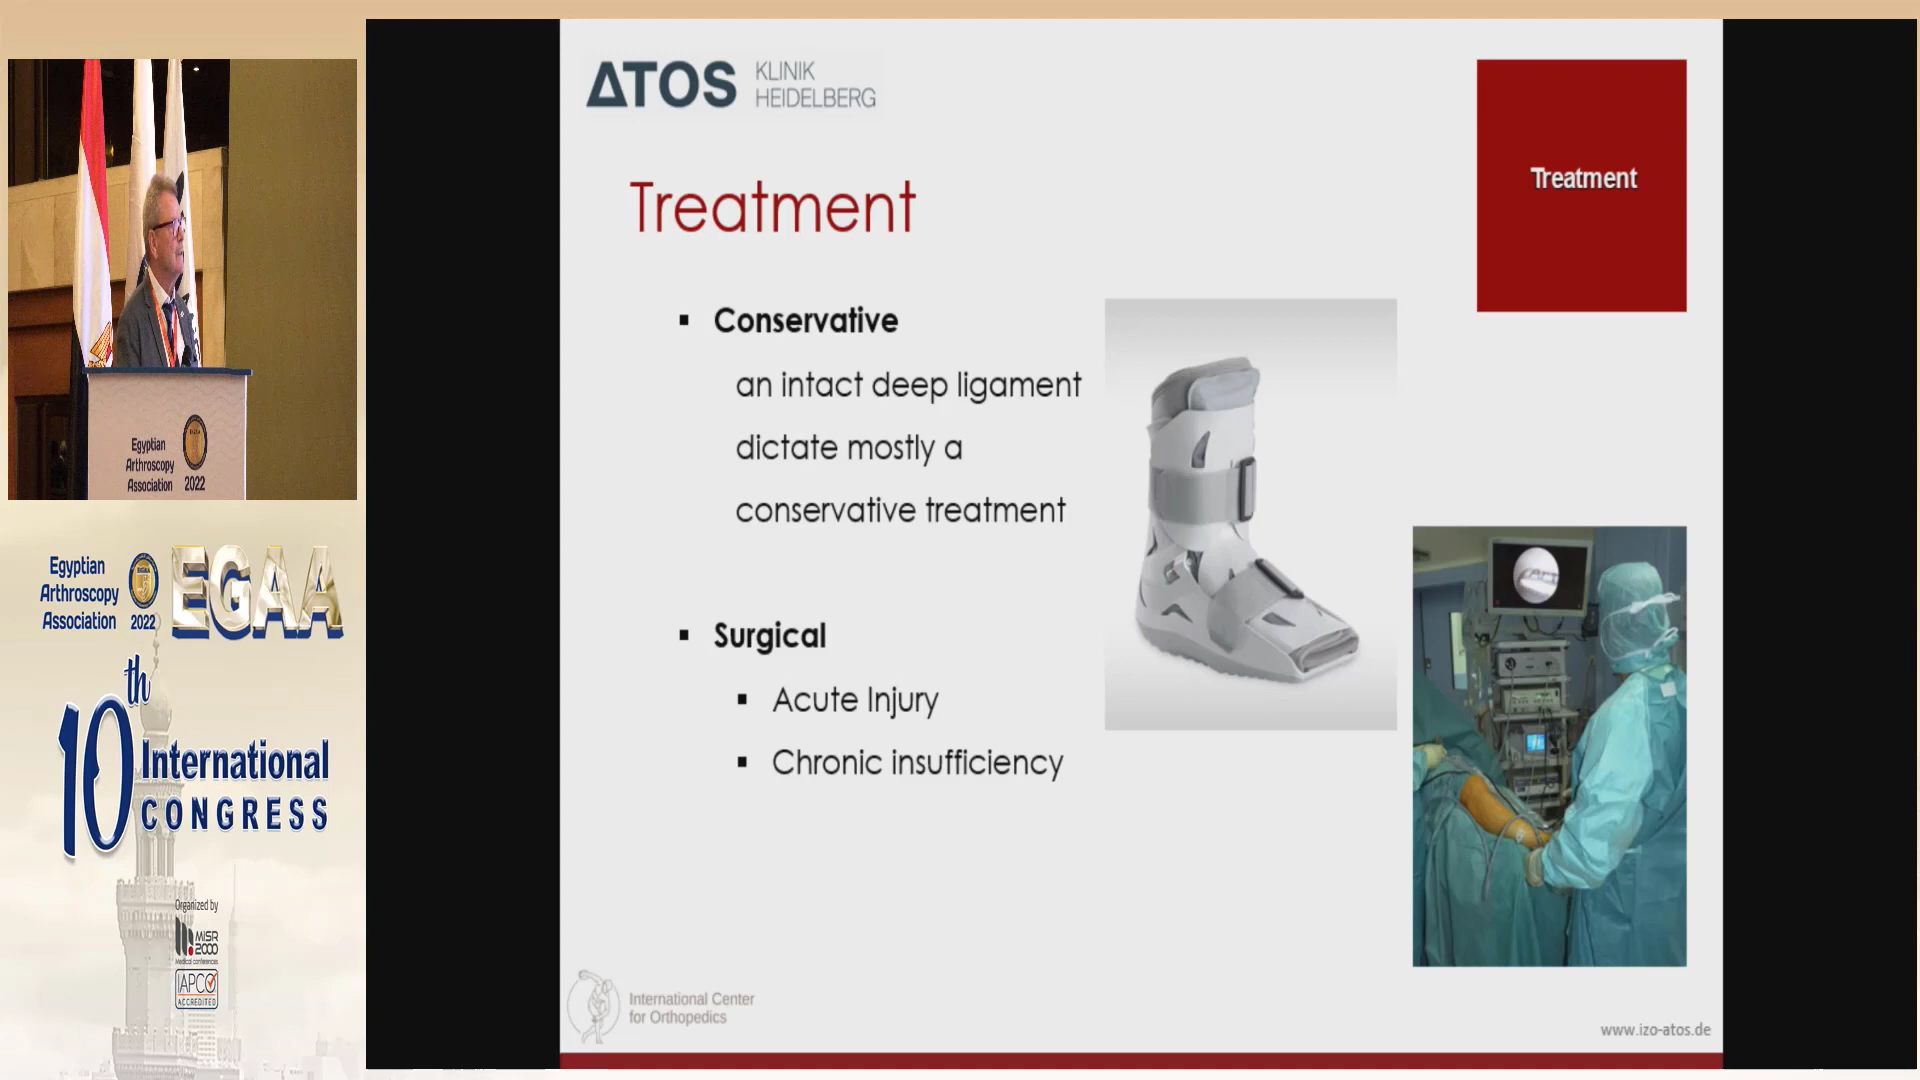 Egyptian
Arthroscopy
Association 2022
Egyptian
Arthroscopy
Association 2022
EGAA
10th
International
CONGRESS
Organized by
MiSR
2000
Medical conferences
IAPCO
ACCREDITED
ATOS KLINIK
HEIDELBERG
Treatment
Treatment
▪ Conservative
an intact deep ligament
dictate mostly a
conservative treatment
▪ Surgical
▪ Acute Injury
▪ Chronic insufficiency
International Center
for Orthopedics
www.izo-atos.de